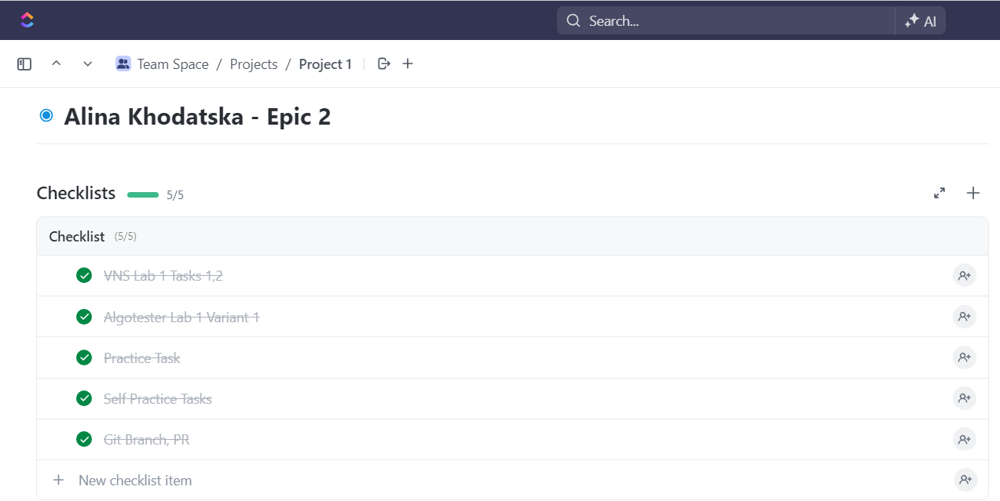 Search...
AI
Team Space / Projects / Project 1
Alina Khodatska - Epic 2
Checklists 5/5
Checklist (5/5)
VNS Lab 1 Tasks 1,2
Algotester Lab 1 Variant 1
Practice Task
Self Practice Tasks
Git Branch, PR
New checklist item